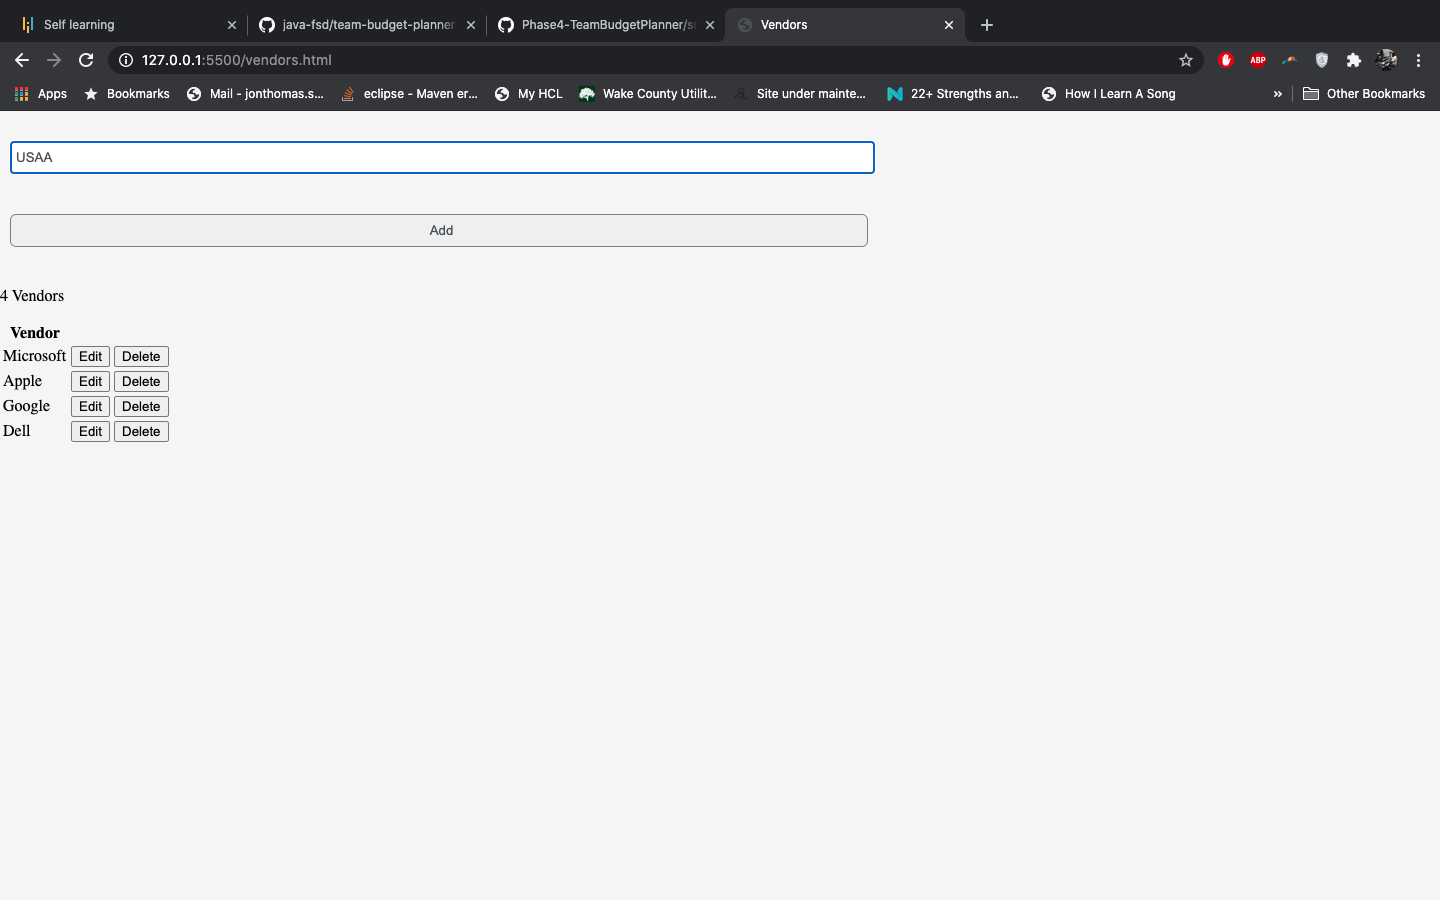 Self learning
java-fsd/team-budget-planner
Phase4-TeamBudgetPlanner/sr
Vendors
127.0.0.1:5500/vendors.html
ABP
Apps
Bookmarks
Mail - jonthomas.s...
eclipse - Maven er...
My HCL
Wake County Utilit...
Site under mainte...
22+ Strengths an...
How I Learn A Song
»
Other Bookmarks
USAA
Add
4 Vendors
Vendor
Microsoft Edit Delete
Apple Edit Delete
Google Edit Delete
Dell Edit Delete